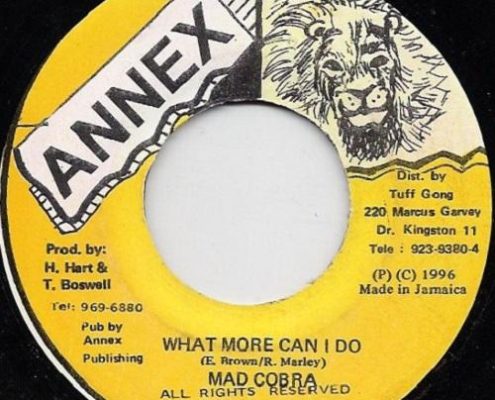 ANNEX
Dist. by
Tuff Gong
220 Marcus Garvey
Dr. Kingston 11
Tele : 923-9380-4
(P) (C) 1996
Made in Jamaica
Prod. by:
H. Hart &
T. Boswell
Tel: 969-6880
Pub by
Annex
Publishing
WHAT MORE CAN I DO
(E. Brown/R. Marley)
MAD COBRA
ALL RIGHTS RESERVED